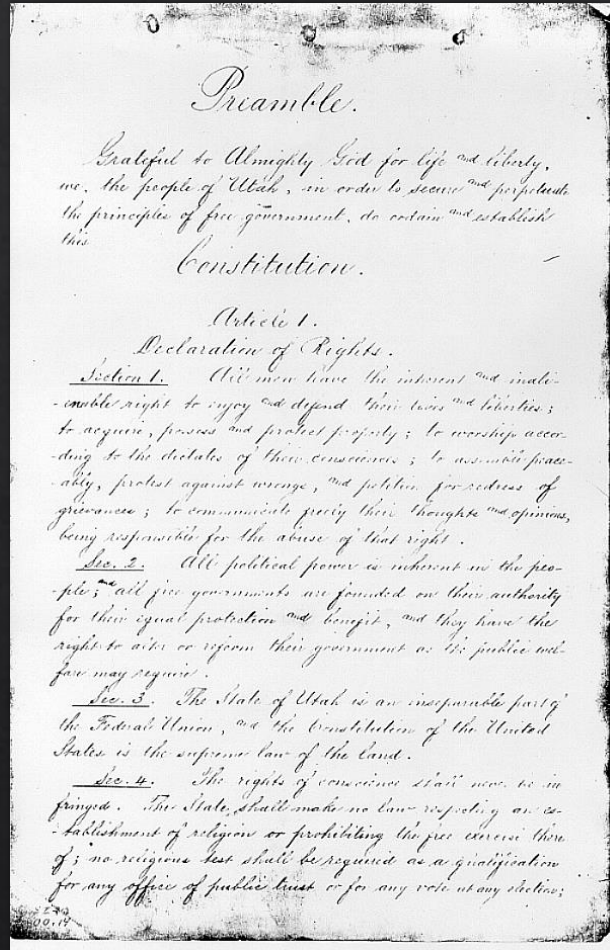 Preamble.
Grateful to Almighty God for life and liberty,
we, the people of Utah, in order to secure and perpetuate
the principles of free government, do ordain and establish
this
Constitution.
Article 1.
Declaration of Rights.
Section 1. All men have the inherent and inali-
-enable right to enjoy and defend their lives and liberties;
to acquire, possess and protect property; to worship accor-
-ding to the dictates of their consciences; to assemble peace-
-ably, protest against wrongs, and petition for redress of
grievances; to communicate freely their thoughts and opinions,
being responsible for the abuse of that right.
Sec. 2. All political power is inherent in the peo-
-ple; and all free governments are founded on their authority
for their equal protection and benefit, and they have the
right to alter or reform their government as the public wel-
fare may require.
Sec. 3. The State of Utah is an inseparable part of
the Federal Union, and the Constitution of the United
States is the supreme law of the land.
Sec. 4. The rights of conscience shall never be in
fringed. The State shall make no law respecting an es-
-tablishment of religion or prohibiting the free exercise there
of; no religious test shall be required as a qualification
for any office of public trust or for any vote at any election;